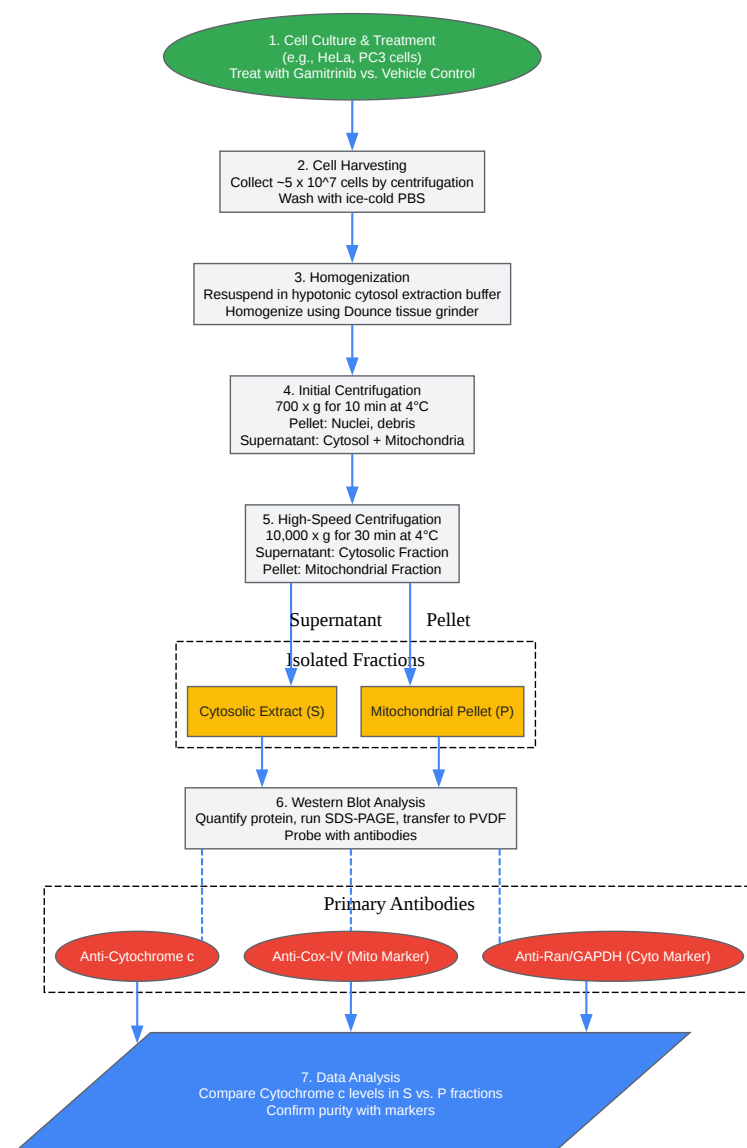 1. Cell Culture & Treatment
(e.g., HeLa, PC3 cells)
Treat with Gamitrinib vs. Vehicle Control
2. Cell Harvesting
Collect ~5 x 10^7 cells by centrifugation
Wash with ice-cold PBS
3. Homogenization
Resuspend in hypotonic cytosol extraction buffer
Homogenize using Dounce tissue grinder
4. Initial Centrifugation
700 x g for 10 min at 4°C
Pellet: Nuclei, debris
Supernatant: Cytosol + Mitochondria
5. High-Speed Centrifugation
10,000 x g for 30 min at 4°C
Supernatant: Cytosolic Fraction
Pellet: Mitochondrial Fraction
Supernatant
Pellet
Isolated Fractions
Cytosolic Extract (S)
Mitochondrial Pellet (P)
6. Western Blot Analysis
Quantify protein, run SDS-PAGE, transfer to PVDF
Probe with antibodies
Primary Antibodies
Anti-Cytochrome c
Anti-Cox-IV (Mito Marker)
Anti-Ran/GAPDH (Cyto Marker)
7. Data Analysis
Compare Cytochrome c levels in S vs. P fractions
Confirm purity with markers